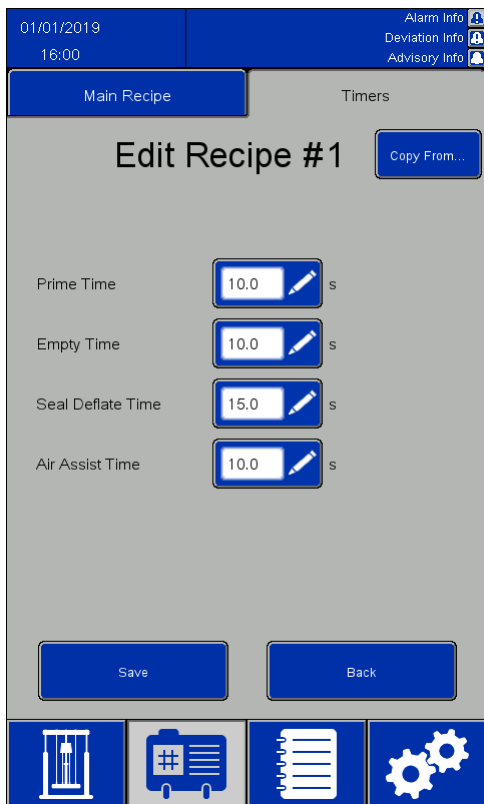 01/01/2019
16:00
Alarm Info
Deviation Info
Advisory Info
Main Recipe
Timers
Edit Recipe #1
Copy From...
Prime Time 10.0 s
Empty Time 10.0 s
Seal Deflate Time 15.0 s
Air Assist Time 10.0 s
Save
Back
#